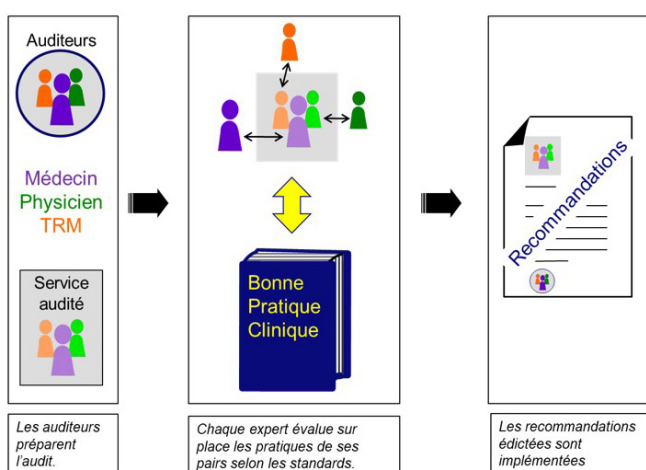 Auditeurs
Médecin
Physicien
TRM
Service
audité
Les auditeurs
préparent
l'audit.
Bonne
Pratique
Clinique
Chaque expert évalue sur
place les pratiques de ses
pairs selon les standards.
Recommandations
Les recommandations
édictées sont
implémentées